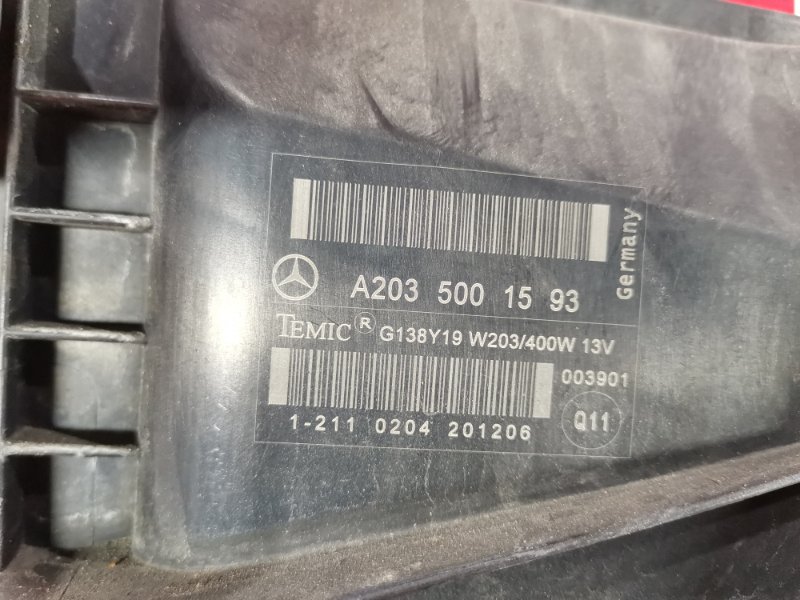 A203 500 15 93
Germany
TEMIC ® G138Y19 W203/400W 13V
003901
1-211 0204 201206
Q11